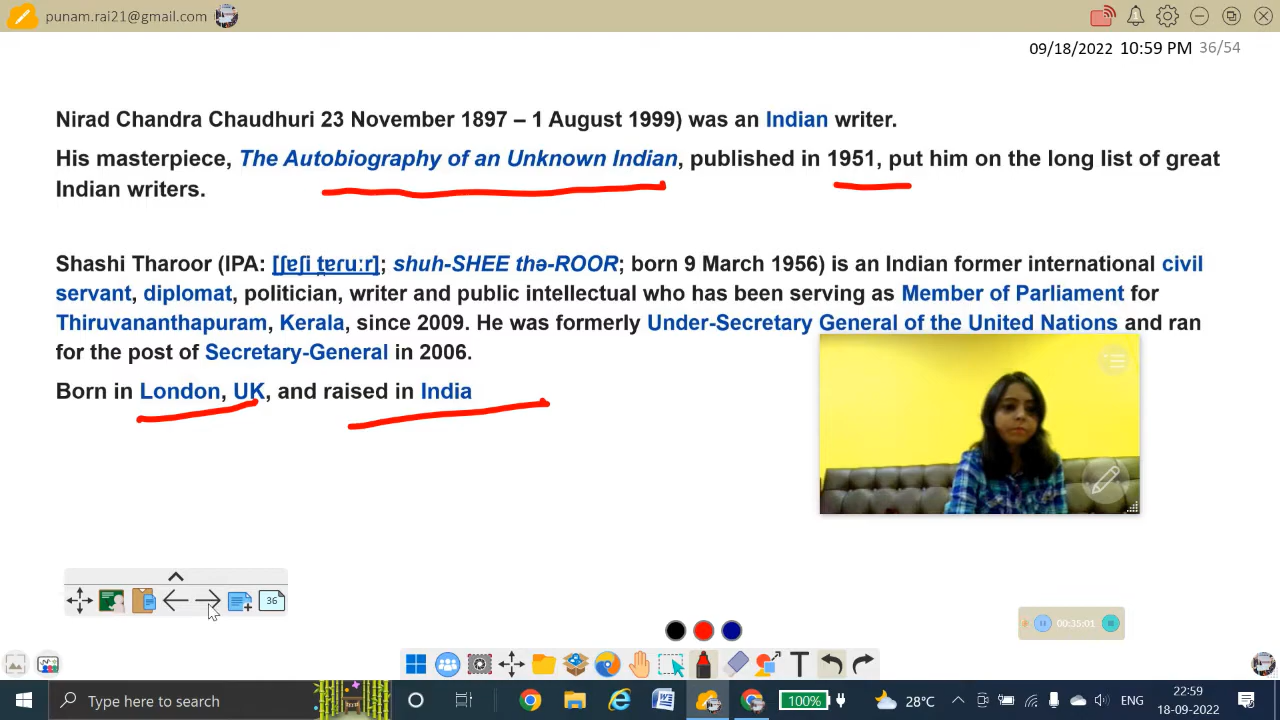 punam.rai21@gmail.com
09/18/2022 10:59 PM 36/54
Nirad Chandra Chaudhuri 23 November 1897 – 1 August 1999) was an Indian writer.
His masterpiece, The Autobiography of an Unknown Indian, published in 1951, put him on the long list of great
Indian writers.
Shashi Tharoor (IPA: [ʃɐʃi t̪ɐɾuːr]; shuh-SHEE thə-ROOR; born 9 March 1956) is an Indian former international civil
servant, diplomat, politician, writer and public intellectual who has been serving as Member of Parliament for
Thiruvananthapuram, Kerala, since 2009. He was formerly Under-Secretary General of the United Nations and ran
for the post of Secretary-General in 2006.
Born in London, UK, and raised in India
36
00:35:01
Type here to search
100%
28°C
ENG
22:59
18-09-2022